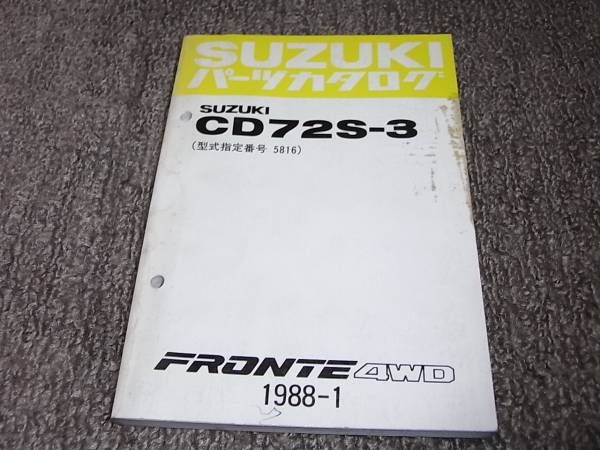 SUZUKI
パーツカタログ
SUZUKI
CD72S-3
(型式指定番号 5816)
FRONTE 4WD
1988-1